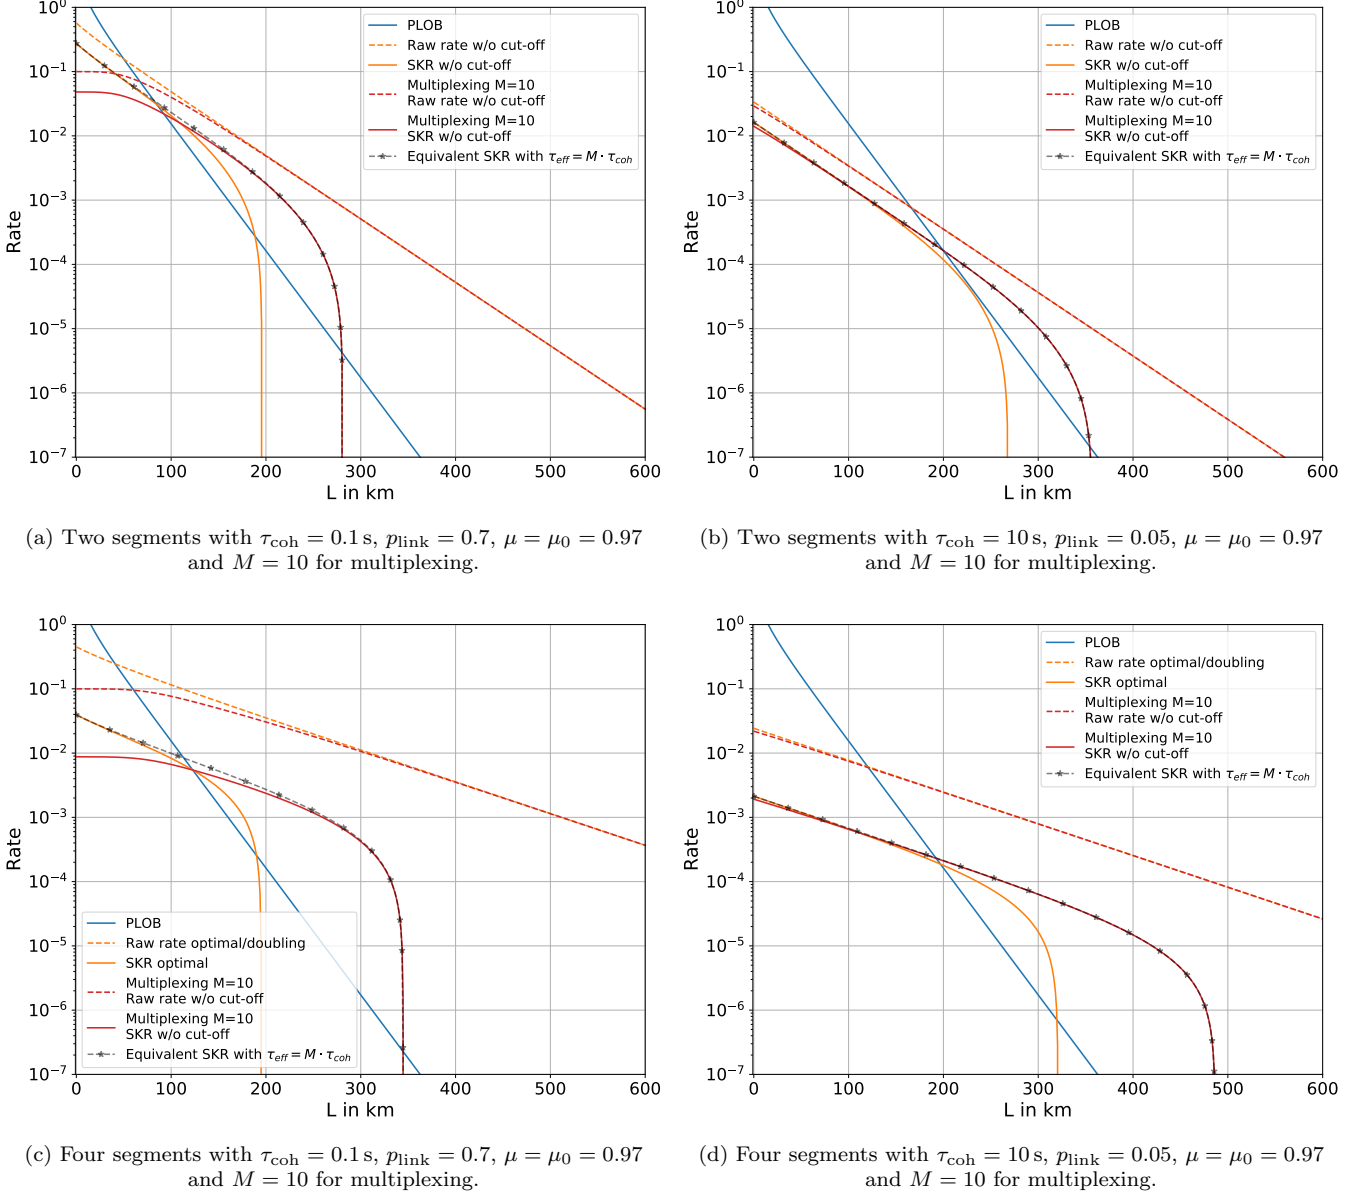 10⁰
10⁻¹
10⁻²
10⁻³
10⁻⁴
10⁻⁵
10⁻⁶
10⁻⁷
Rate
0 100 200 300 400 500 600
L in km
PLOB
Raw rate w/o cut-off
SKR w/o cut-off
Multiplexing M=10
Raw rate w/o cut-off
Multiplexing M=10
SKR w/o cut-off
Equivalent SKR with τ_eff = M · τ_coh
(a) Two segments with τ_coh = 0.1 s, p_link = 0.7, μ = μ₀ = 0.97
and M = 10 for multiplexing.
10⁰
10⁻¹
10⁻²
10⁻³
10⁻⁴
10⁻⁵
10⁻⁶
10⁻⁷
Rate
0 100 200 300 400 500 600
L in km
PLOB
Raw rate w/o cut-off
SKR w/o cut-off
Multiplexing M=10
Raw rate w/o cut-off
Multiplexing M=10
SKR w/o cut-off
Equivalent SKR with τ_eff = M · τ_coh
(b) Two segments with τ_coh = 10 s, p_link = 0.05, μ = μ₀ = 0.97
and M = 10 for multiplexing.
10⁰
10⁻¹
10⁻²
10⁻³
10⁻⁴
10⁻⁵
10⁻⁶
10⁻⁷
Rate
0 100 200 300 400 500 600
L in km
PLOB
Raw rate optimal/doubling
SKR optimal
Multiplexing M=10
Raw rate w/o cut-off
Multiplexing M=10
SKR w/o cut-off
Equivalent SKR with τ_eff = M · τ_coh
(c) Four segments with τ_coh = 0.1 s, p_link = 0.7, μ = μ₀ = 0.97
and M = 10 for multiplexing.
10⁰
10⁻¹
10⁻²
10⁻³
10⁻⁴
10⁻⁵
10⁻⁶
10⁻⁷
Rate
0 100 200 300 400 500 600
L in km
PLOB
Raw rate optimal/doubling
SKR optimal
Multiplexing M=10
Raw rate w/o cut-off
Multiplexing M=10
SKR w/o cut-off
Equivalent SKR with τ_eff = M · τ_coh
(d) Four segments with τ_coh = 10 s, p_link = 0.05, μ = μ₀ = 0.97
and M = 10 for multiplexing.